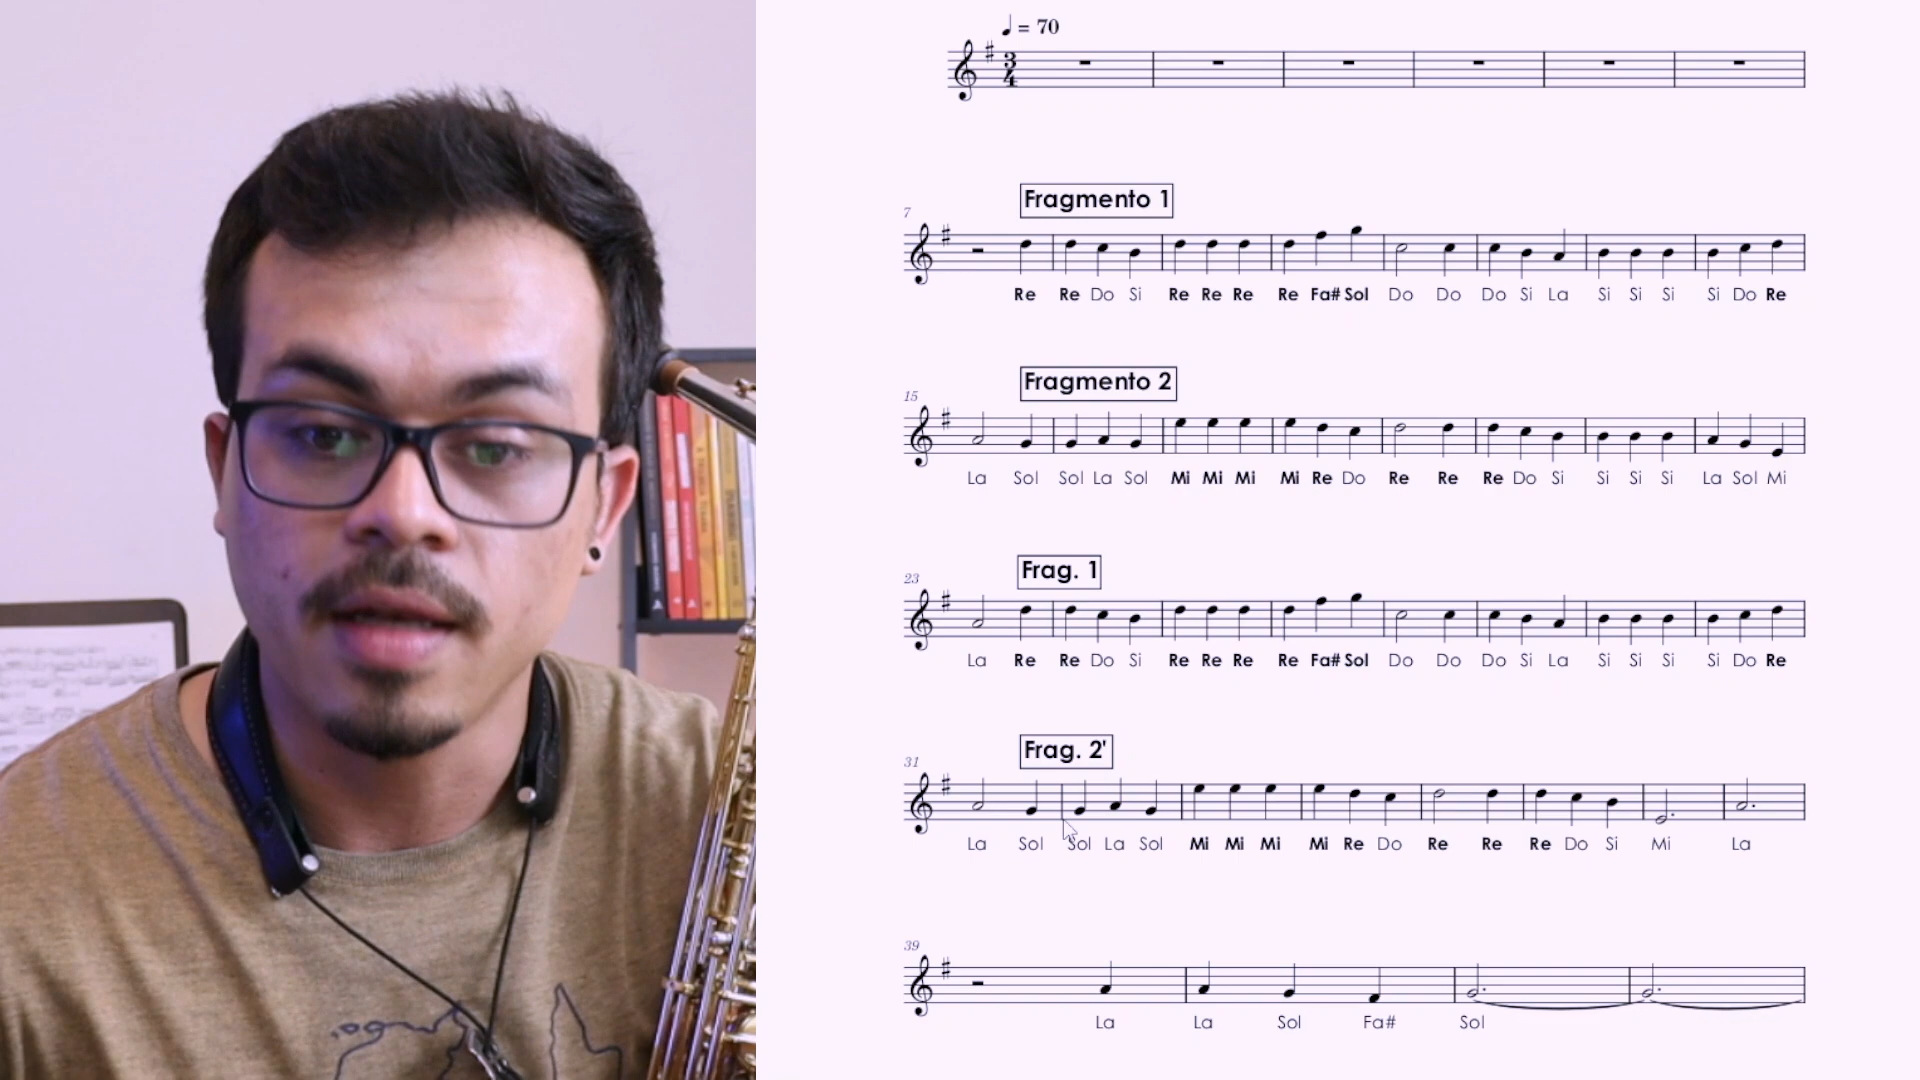 = 70
3
4
Fragmento 1
7
Re Re Do Si Re Re Re Re Fa# Sol Do Do Do Si La Si Si Si Si Do Re
Fragmento 2
15
La Sol Sol La Sol Mi Mi Mi Mi Re Do Re Re Re Do Si Si Si Si La Sol Mi
Frag. 1
23
La Re Re Do Si Re Re Re Re Fa# Sol Do Do Do Si La Si Si Si Si Do Re
Frag. 2'
31
La Sol Sol La Sol Mi Mi Mi Mi Re Do Re Re Re Do Si Mi La
39
La La Sol Fa# Sol